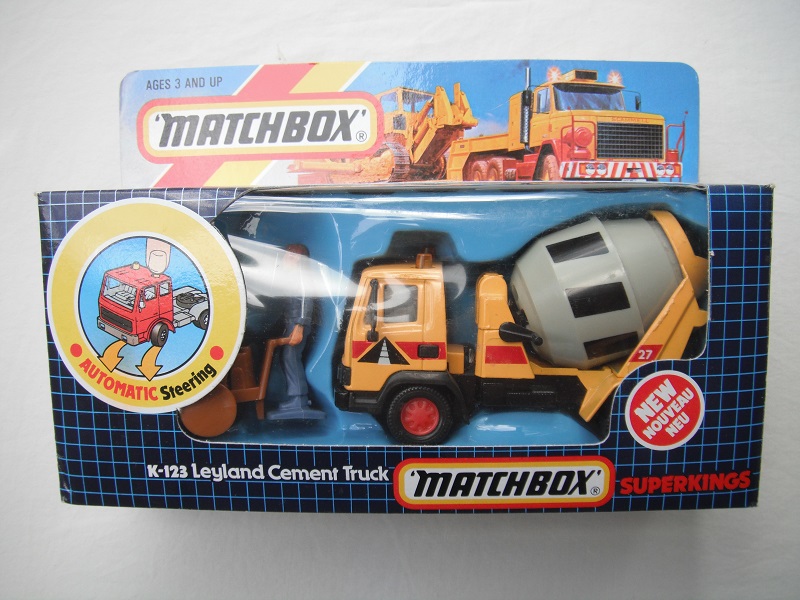 AGES 3 AND UP
'MATCHBOX'®
AUTOMATIC Steering
27
NEW
NOUVEAU
NEU
K-123 Leyland Cement Truck
'MATCHBOX'®
SUPERKINGS